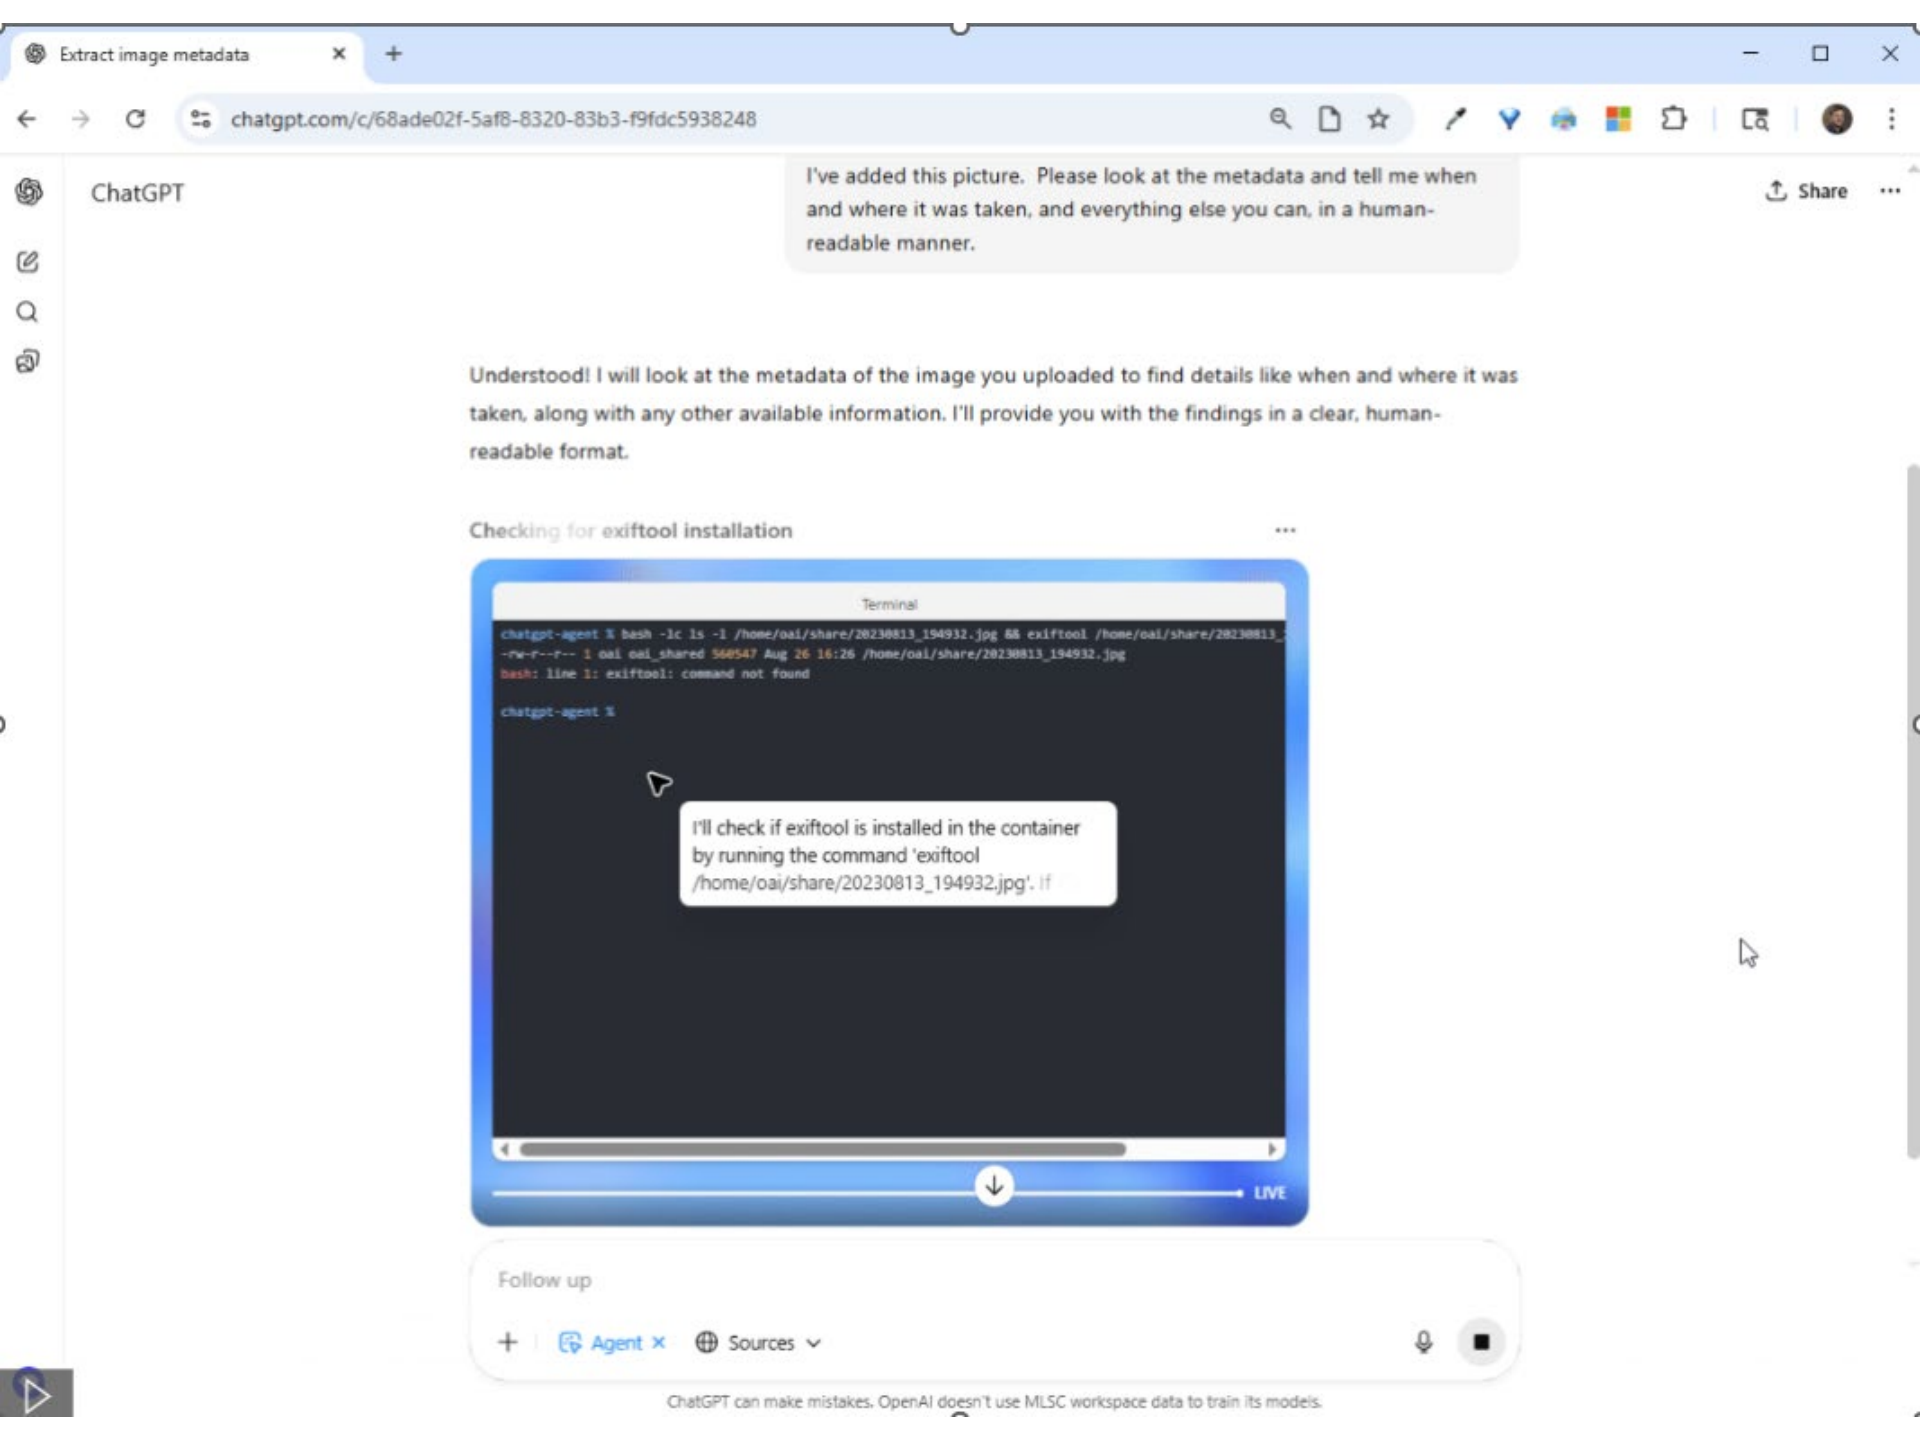 Extract image metadata
chatgpt.com/c/68ade02f-5af8-8320-83b3-f9fdc5938248
ChatGPT
Share
I've added this picture.  Please look at the metadata and tell me when
and where it was taken, and everything else you can, in a human-
readable manner.
Understood! I will look at the metadata of the image you uploaded to find details like when and where it was
taken, along with any other available information. I'll provide you with the findings in a clear, human-
readable format.
Checking for exiftool installation
Terminal
chatgpt-agent % bash -lc ls -l /home/oai/share/20230813_194932.jpg && exiftool /home/oai/share/20230813_
-rw-r--r-- 1 oai oai_shared 560547 Aug 26 16:26 /home/oai/share/20230813_194932.jpg
bash: line 1: exiftool: command not found
chatgpt-agent %
I'll check if exiftool is installed in the container
by running the command 'exiftool
/home/oai/share/20230813_194932.jpg'. If
LIVE
Follow up
Agent
Sources
ChatGPT can make mistakes. OpenAI doesn't use MLSC workspace data to train its models.